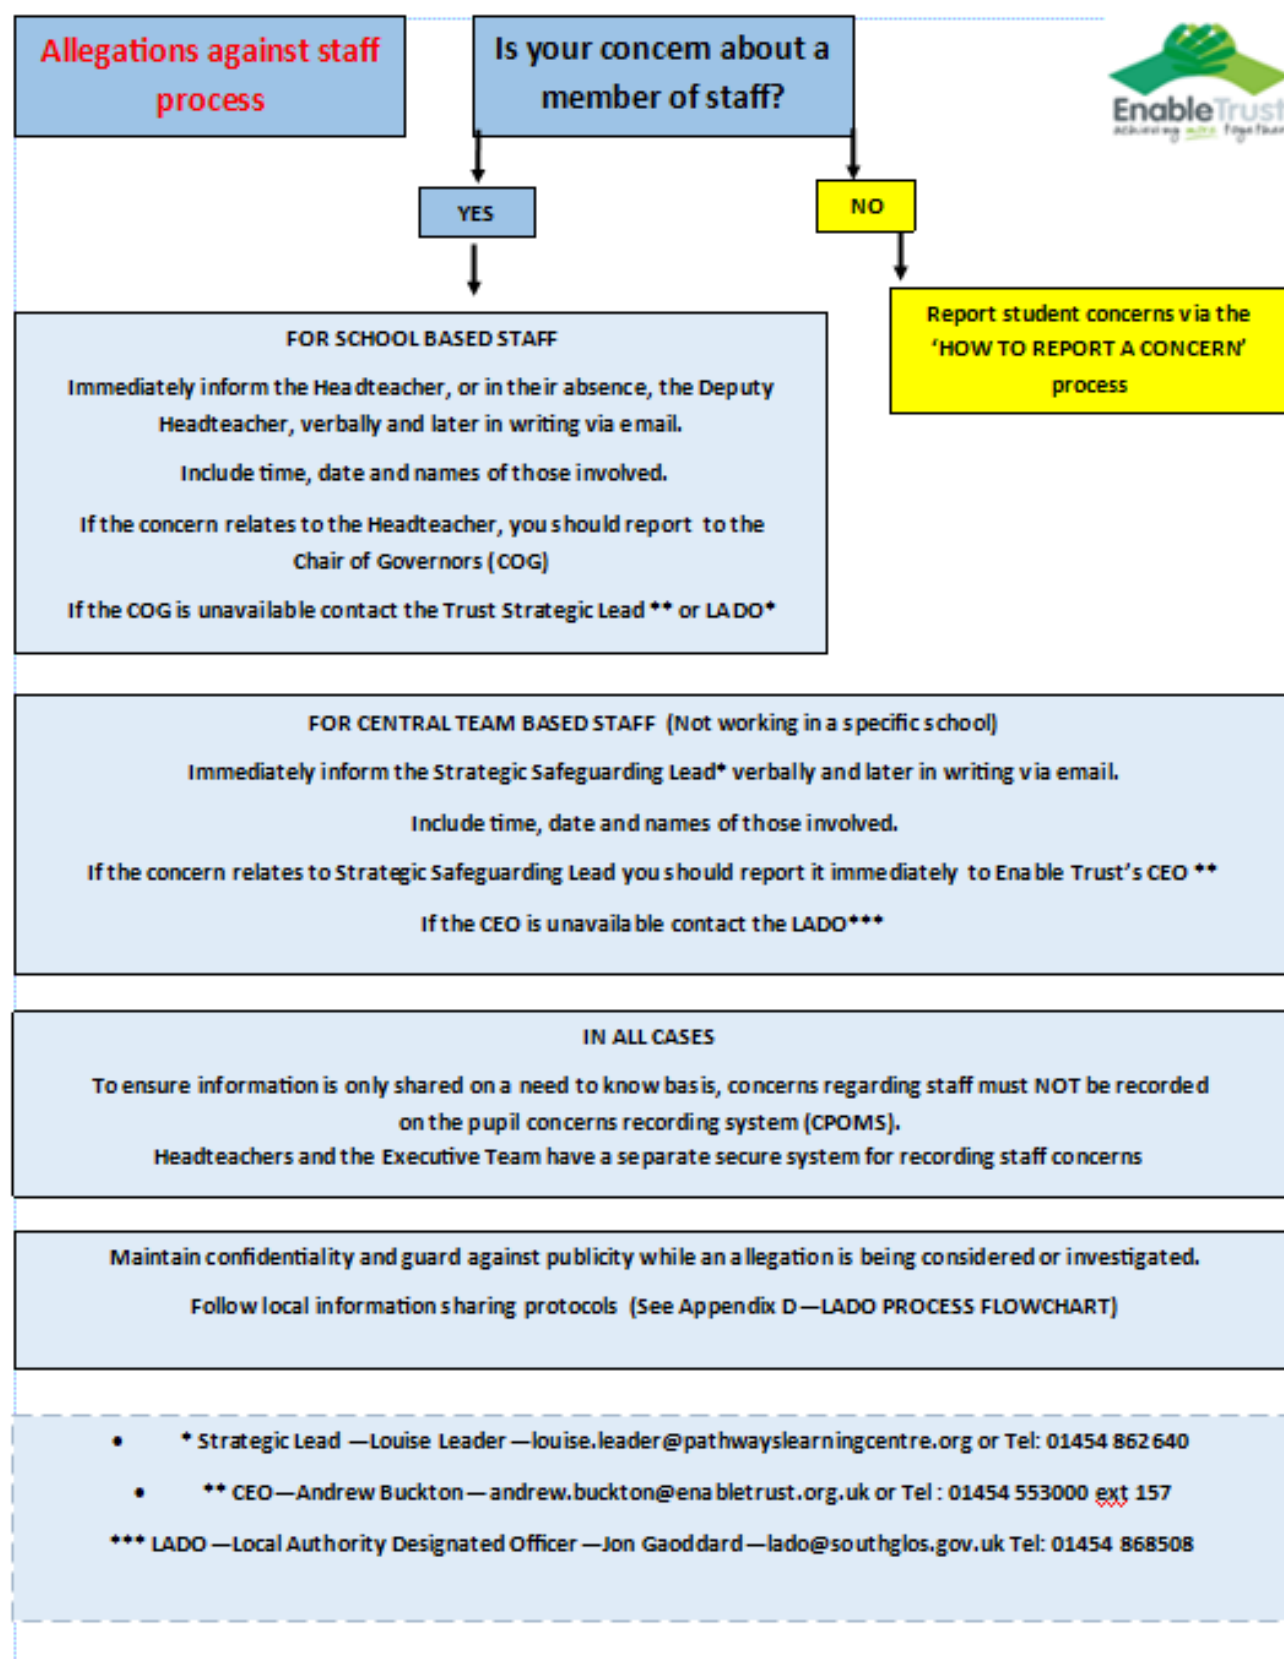 Allegations against staff
process
Is your concem about a
member of staff?
EnableTrust
achieving more together
YES
NO
Report student concerns via the
‘HOW TO REPORT A CONCERN’
process
FOR SCHOOL BASED STAFF
Immediately inform the Headteacher, or in their absence, the Deputy
Headteacher, verbally and later in writing via email.
Include time, date and names of those involved.
If the concern relates to the Headteacher, you should report to the
Chair of Governors (COG)
If the COG is unavailable contact the Trust Strategic Lead ** or LADO*
FOR CENTRAL TEAM BASED STAFF (Not working in a specific school)
Immediately inform the Strategic Safeguarding Lead* verbally and later in writing via email.
Include time, date and names of those involved.
If the concern relates to Strategic Safeguarding Lead you should report it immediately to Enable Trust’s CEO **
If the CEO is unavailable contact the LADO***
IN ALL CASES
To ensure information is only shared on a need to know basis, concerns regarding staff must NOT be recorded
on the pupil concerns recording system (CPOMS).
Headteachers and the Executive Team have a separate secure system for recording staff concerns
Maintain confidentiality and guard against publicity while an allegation is being considered or investigated.
Follow local information sharing protocols (See Appendix D—LADO PROCESS FLOWCHART)
• * Strategic Lead —Louise Leader —louise.leader@pathwayslearningcentre.org or Tel: 01454 862640
• ** CEO—Andrew Buckton—andrew.buckton@enabletrust.org.uk or Tel : 01454 553000 ext 157
*** LADO —Local Authority Designated Officer —Jon Gaoddard—lado@southglos.gov.uk Tel: 01454 868508